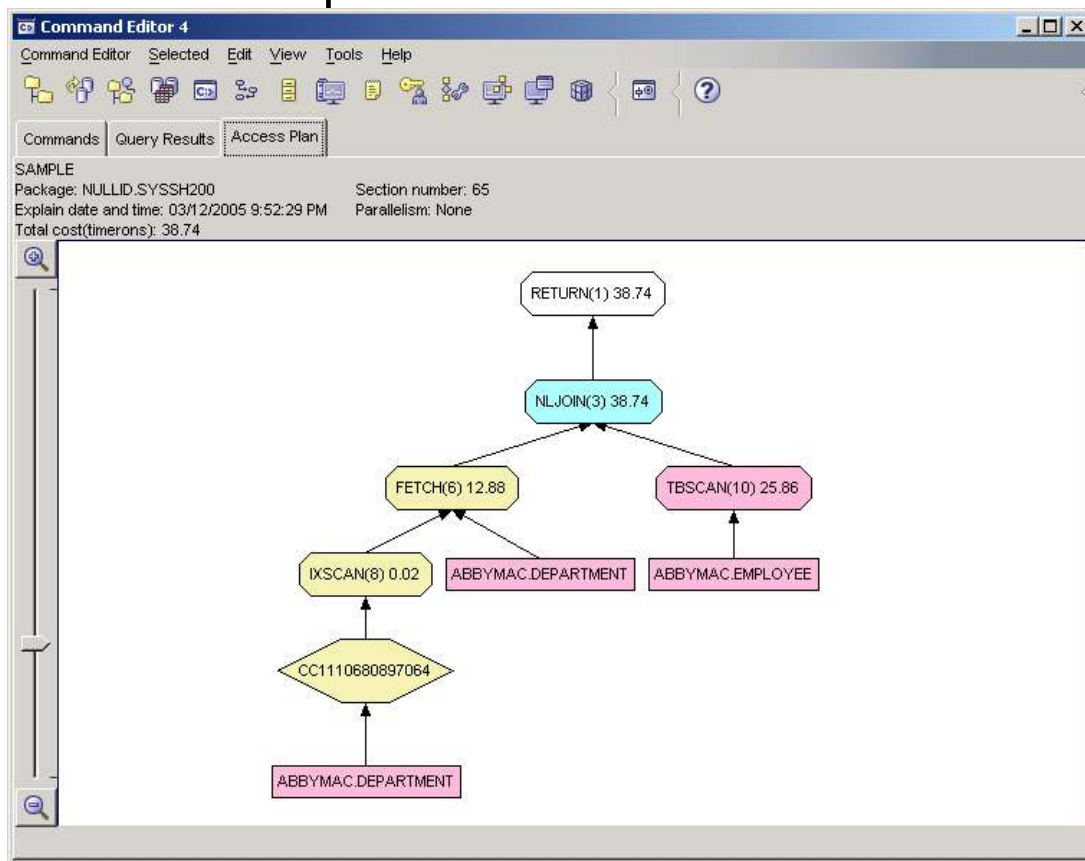 Command Editor 4
Command Editor Selected Edit View Tools Help
Commands Query Results Access Plan
SAMPLE
Package: NULLID.SYSSH200 Section number: 65
Explain date and time: 03/12/2005 9:52:29 PM Parallelism: None
Total cost(timerons): 38.74
RETURN(1) 38.74
NLJOIN(3) 38.74
FETCH(6) 12.88 TBSCAN(10) 25.86
IXSCAN(8) 0.02 ABBYMAC.DEPARTMENT ABBYMAC.EMPLOYEE
CC1110680897064
ABBYMAC.DEPARTMENT